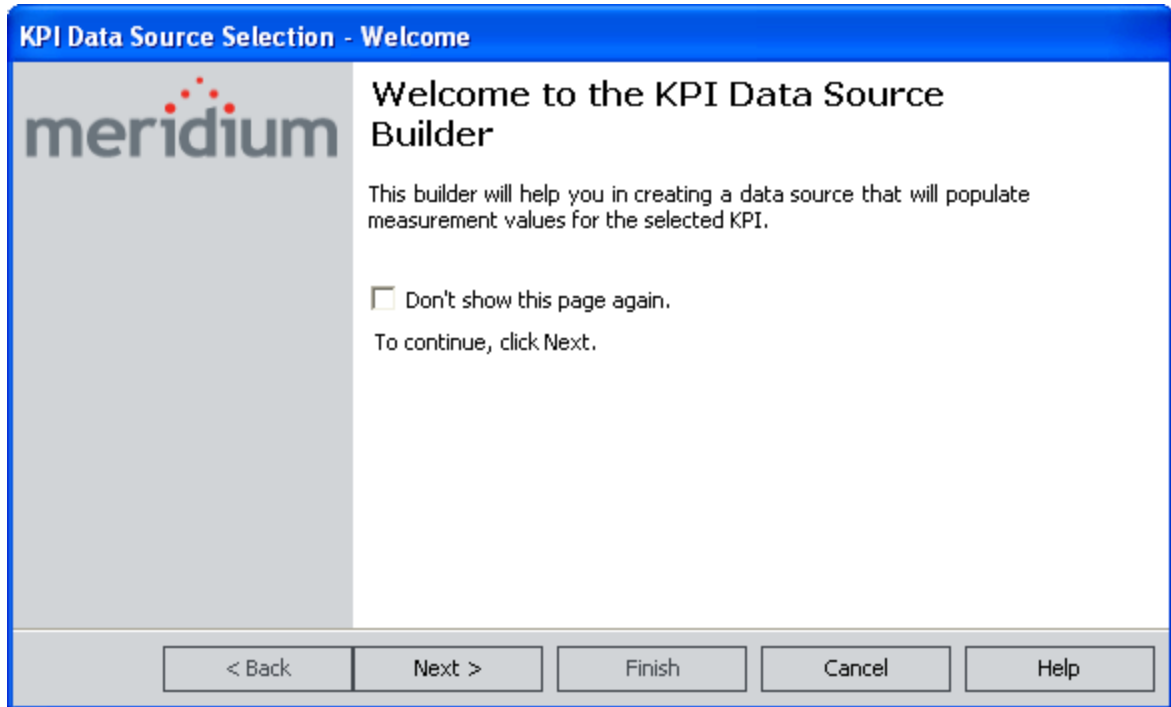 KPI Data Source Selection - Welcome
meridium
Welcome to the KPI Data Source
Builder
This builder will help you in creating a data source that will populate
measurement values for the selected KPI.
Don't show this page again.
To continue, click Next.
< Back
Next >
Finish
Cancel
Help